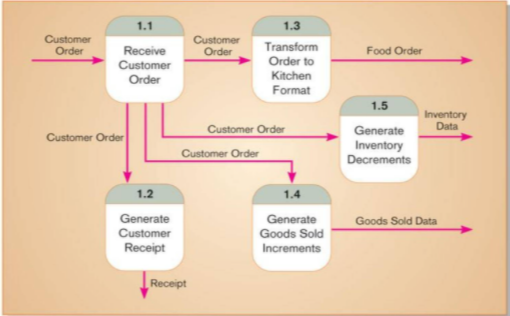 1.1
Receive
Customer
Order
1.3
Transform
Order to
Kitchen
Format
Customer
Order
Customer
Order
Food Order
1.5
Generate
Inventory
Decrements
Inventory
Data
Customer Order
Customer Order
Customer Order
1.2
Generate
Customer
Receipt
1.4
Generate
Goods Sold
Increments
Goods Sold Data
Receipt